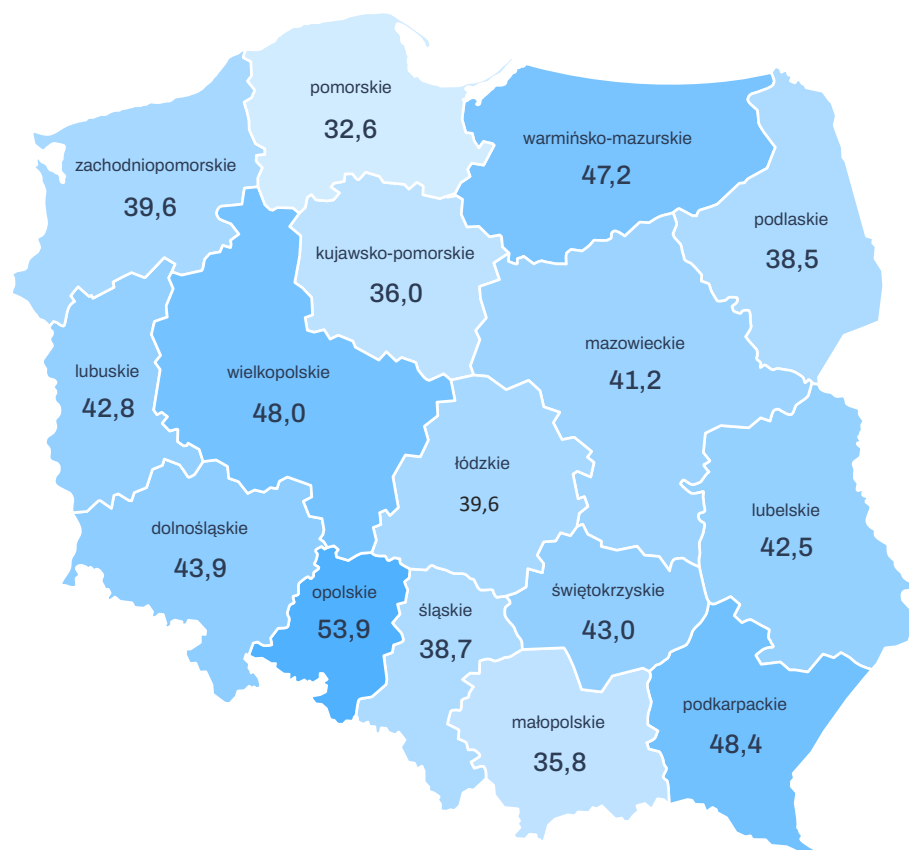 pomorskie
32,6
warmińsko-mazurskie
47,2
zachodniopomorskie
39,6
podlaskie
38,5
kujawsko-pomorskie
36,0
mazowieckie
41,2
lubuskie
42,8
wielkopolskie
48,0
łódzkie
39,6
lubelskie
42,5
dolnośląskie
43,9
opolskie
53,9
śląskie
38,7
świętokrzyskie
43,0
podkarpackie
48,4
małopolskie
35,8